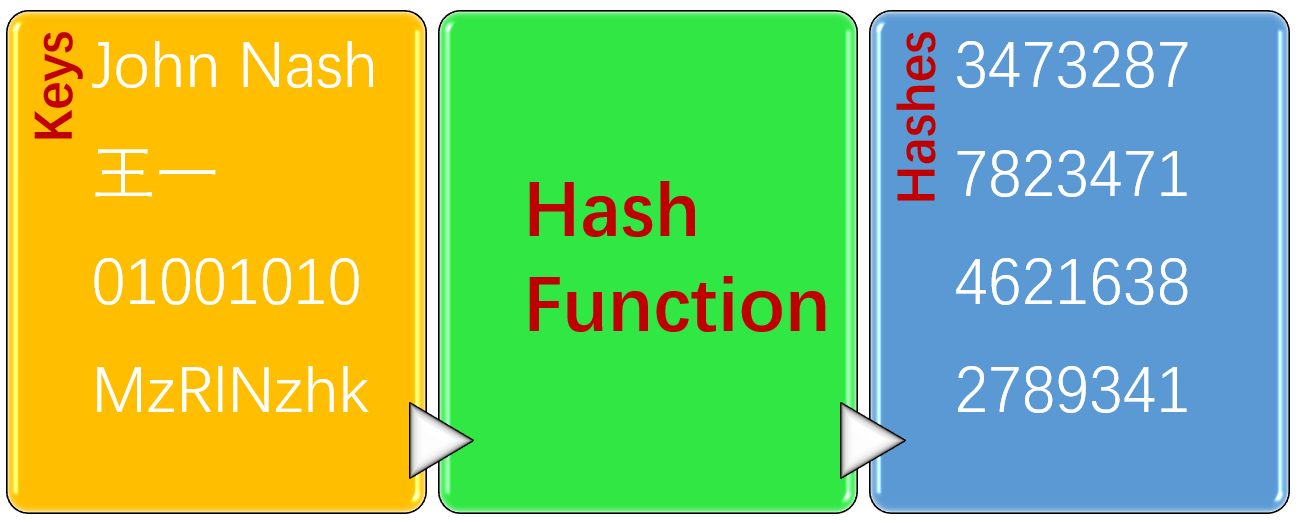 Keys
John Nash
王一
01001010
MzRlNzhk
Hash
Function
Hashes
3473287
7823471
4621638
2789341